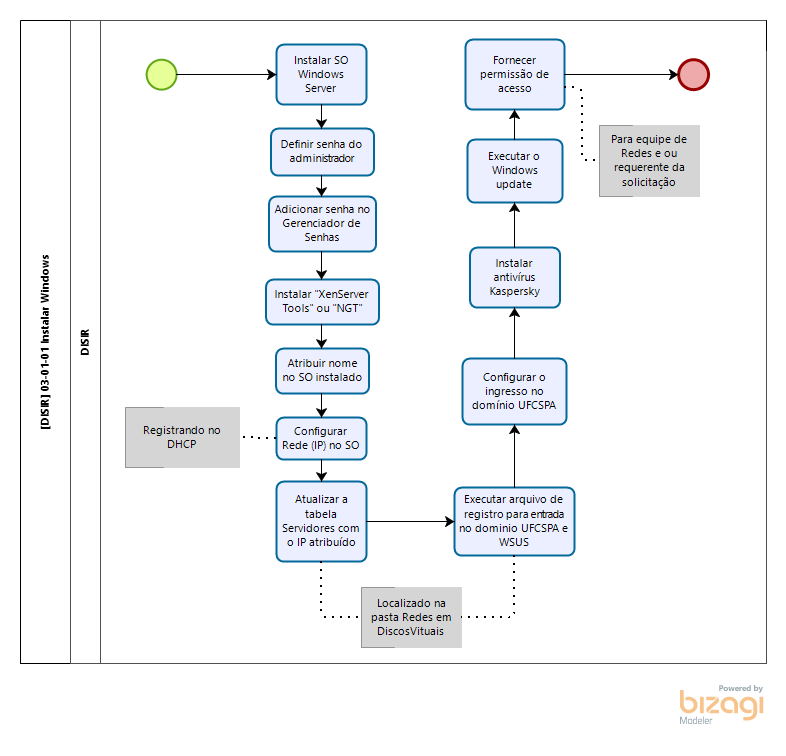 [DISIR] 03-01-01 Instalar Windows
DISIR
Instalar SO
Windows
Server
Definir senha do
administrador
Adicionar senha no
Gerenciador de
Senhas
Instalar "XenServer
Tools" ou "NGT"
Atribuir nome
no SO instalado
Registrando no
DHCP
Configurar
Rede (IP) no SO
Atualizar a
tabela
Servidores com
o IP atribuído
Localizado na
pasta Redes em
DiscosVituais
Executar arquivo de
registro para entrada
no dominio UFCSPA e
WSUS
Configurar o
ingresso no
domínio UFCSPA
Instalar
antivírus
Kaspersky
Executar o
Windows
update
Fornecer
permissão de
acesso
Para equipe de
Redes e ou
requerente da
solicitação
Powered by
bizagi
Modeler